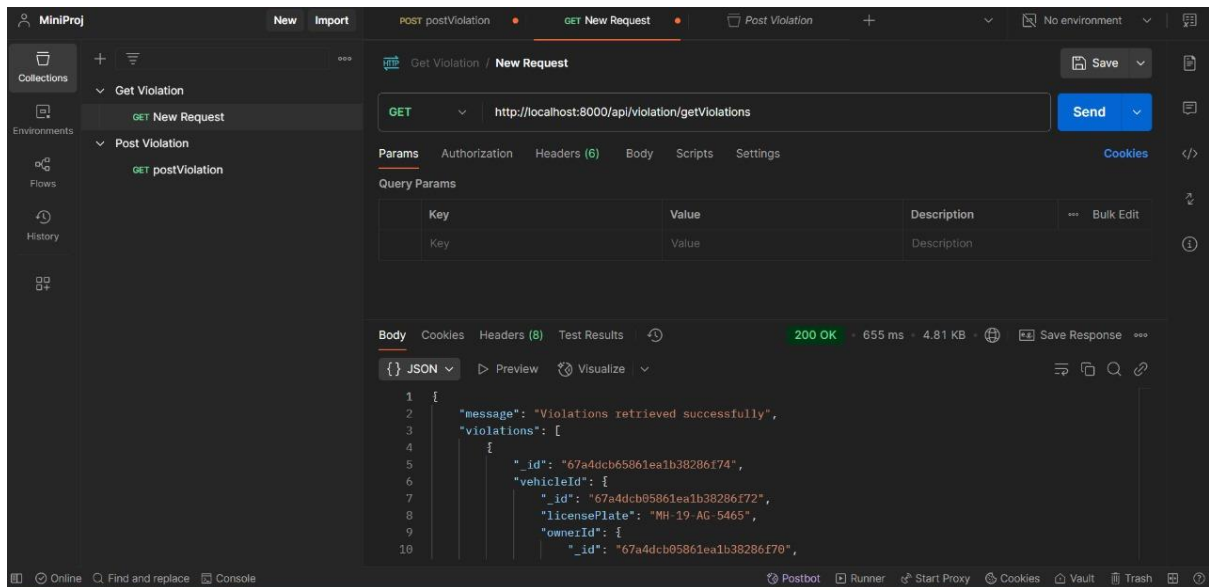 MiniProj New Import POST postViolation GET New Request Post Violation No environment
Collections
Get Violation / New Request Save
Get Violation
GET New Request
GET http://localhost:8000/api/violation/getViolations Send
Environments
Post Violation
GET postViolation
Params Authorization Headers (6) Body Scripts Settings Cookies
Flows
Query Params
Key Value Description Bulk Edit
History
Key Value Description
Body Cookies Headers (8) Test Results 200 OK 655 ms 4.81 KB e.g. Save Response
{} JSON Preview Visualize
1 {
2 "message": "Violations retrieved successfully",
3 "violations": [
4 {
5 "_id": "67a4dcb65861ea1b38286f74",
6 "vehicleId": {
7 "_id": "67a4dcb05861ea1b38286f72",
8 "licensePlate": "MH-19-AG-5465",
9 "ownerId": {
10 "_id": "67a4dcb05861ea1b38286f70",
Online Find and replace Console Postbot Runner Start Proxy Cookies Vault Trash